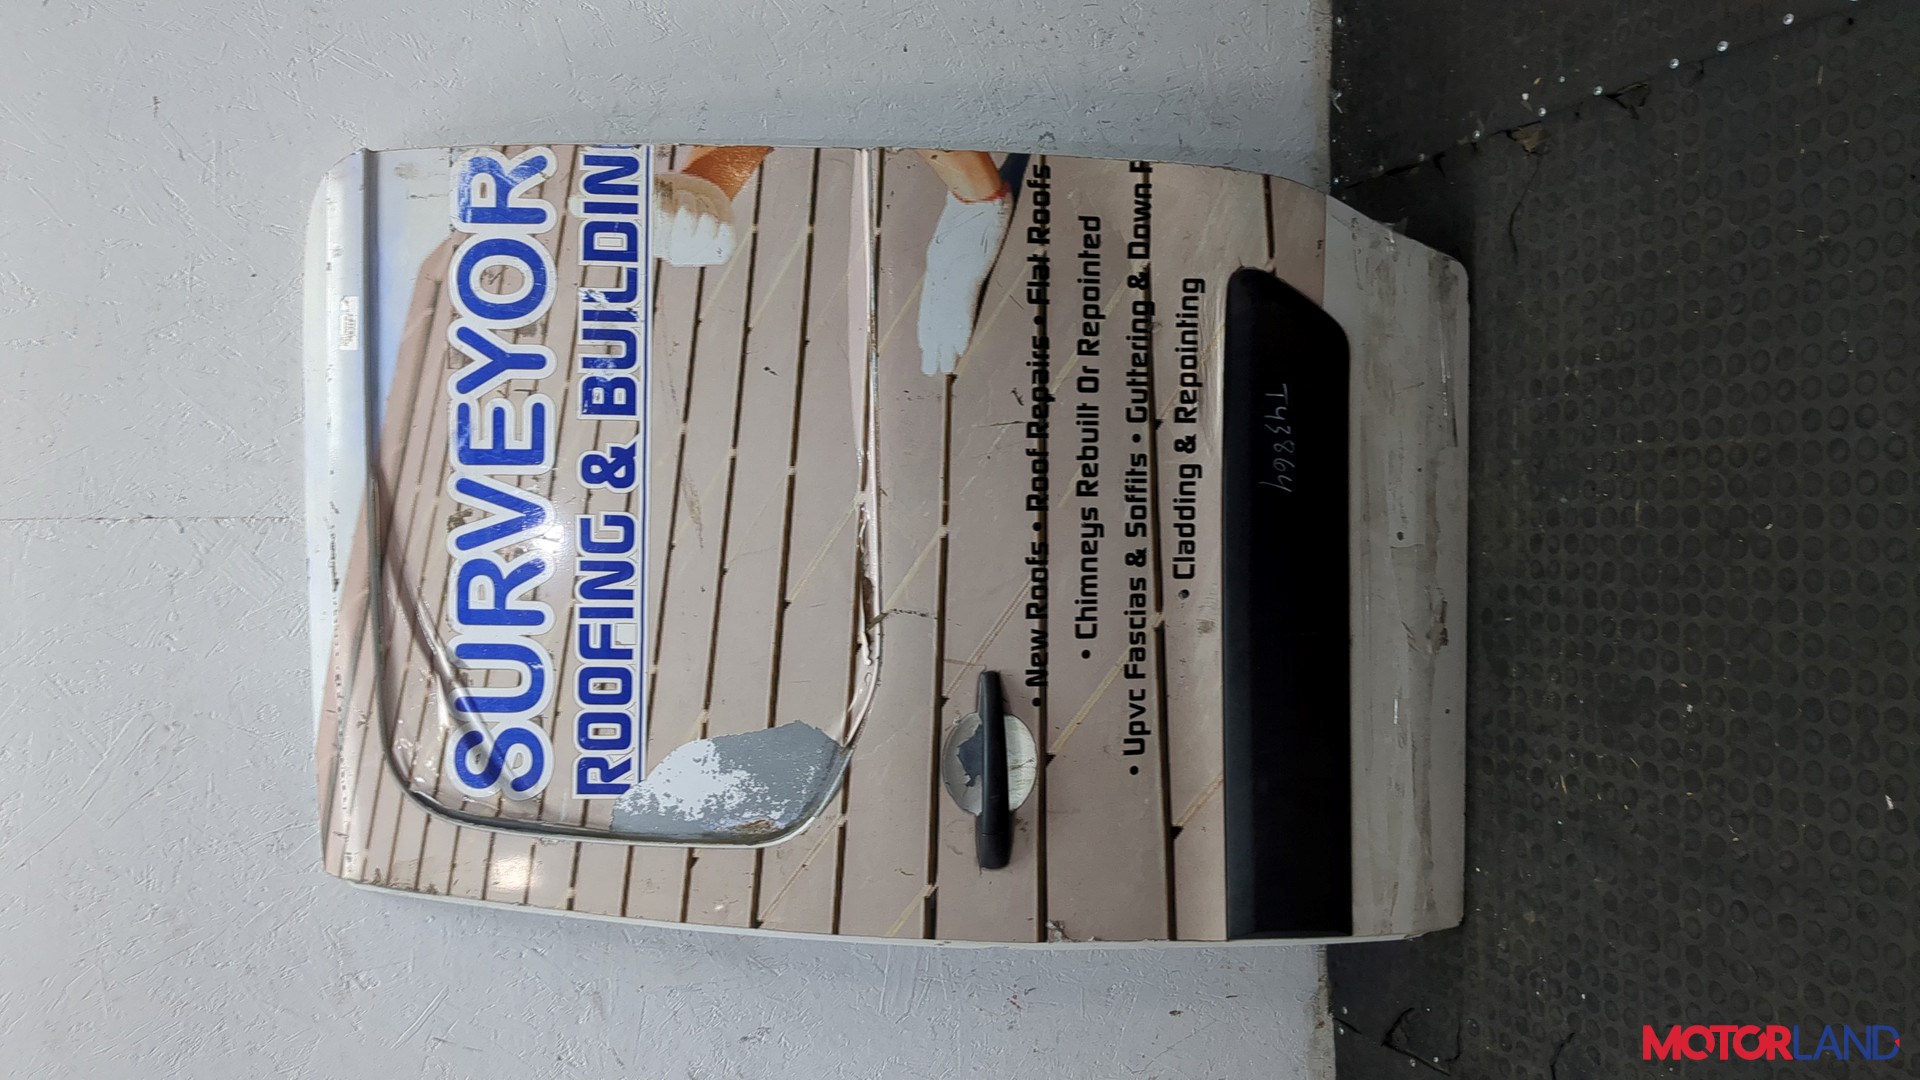 SURVEYOR
ROOFING & BUILDIN
• New Roofs • Roof Repairs • Flat Roofs
• Chimneys Rebuilt Or Repointed
• Upvc Fascias & Soffits • Guttering & Down
• Cladding & Repointing
T43864
MOTORLAND